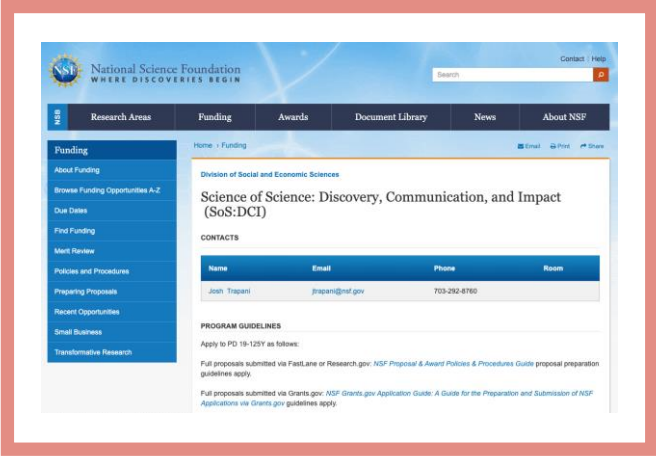 Contact | Help
NSF
National Science Foundation
WHERE DISCOVERIES BEGIN
Search
NSB
Research Areas
Funding
Awards
Document Library
News
About NSF
Funding
About Funding
Browse Funding Opportunities A-Z
Due Dates
Find Funding
Merit Review
Policies and Procedures
Preparing Proposals
Recent Opportunities
Small Business
Transformative Research
Home › Funding
Email Print Share
Division of Social and Economic Sciences
Science of Science: Discovery, Communication, and Impact
(SoS:DCI)
CONTACTS
Name Email Phone Room
Josh Trapani jtrapani@nsf.gov 703-292-8760
PROGRAM GUIDELINES
Apply to PD 19-125Y as follows:
Full proposals submitted via FastLane or Research.gov: NSF Proposal & Award Policies & Procedures Guide proposal preparation
guidelines apply.
Full proposals submitted via Grants.gov: NSF Grants.gov Application Guide: A Guide for the Preparation and Submission of NSF
Applications via Grants.gov guidelines apply.